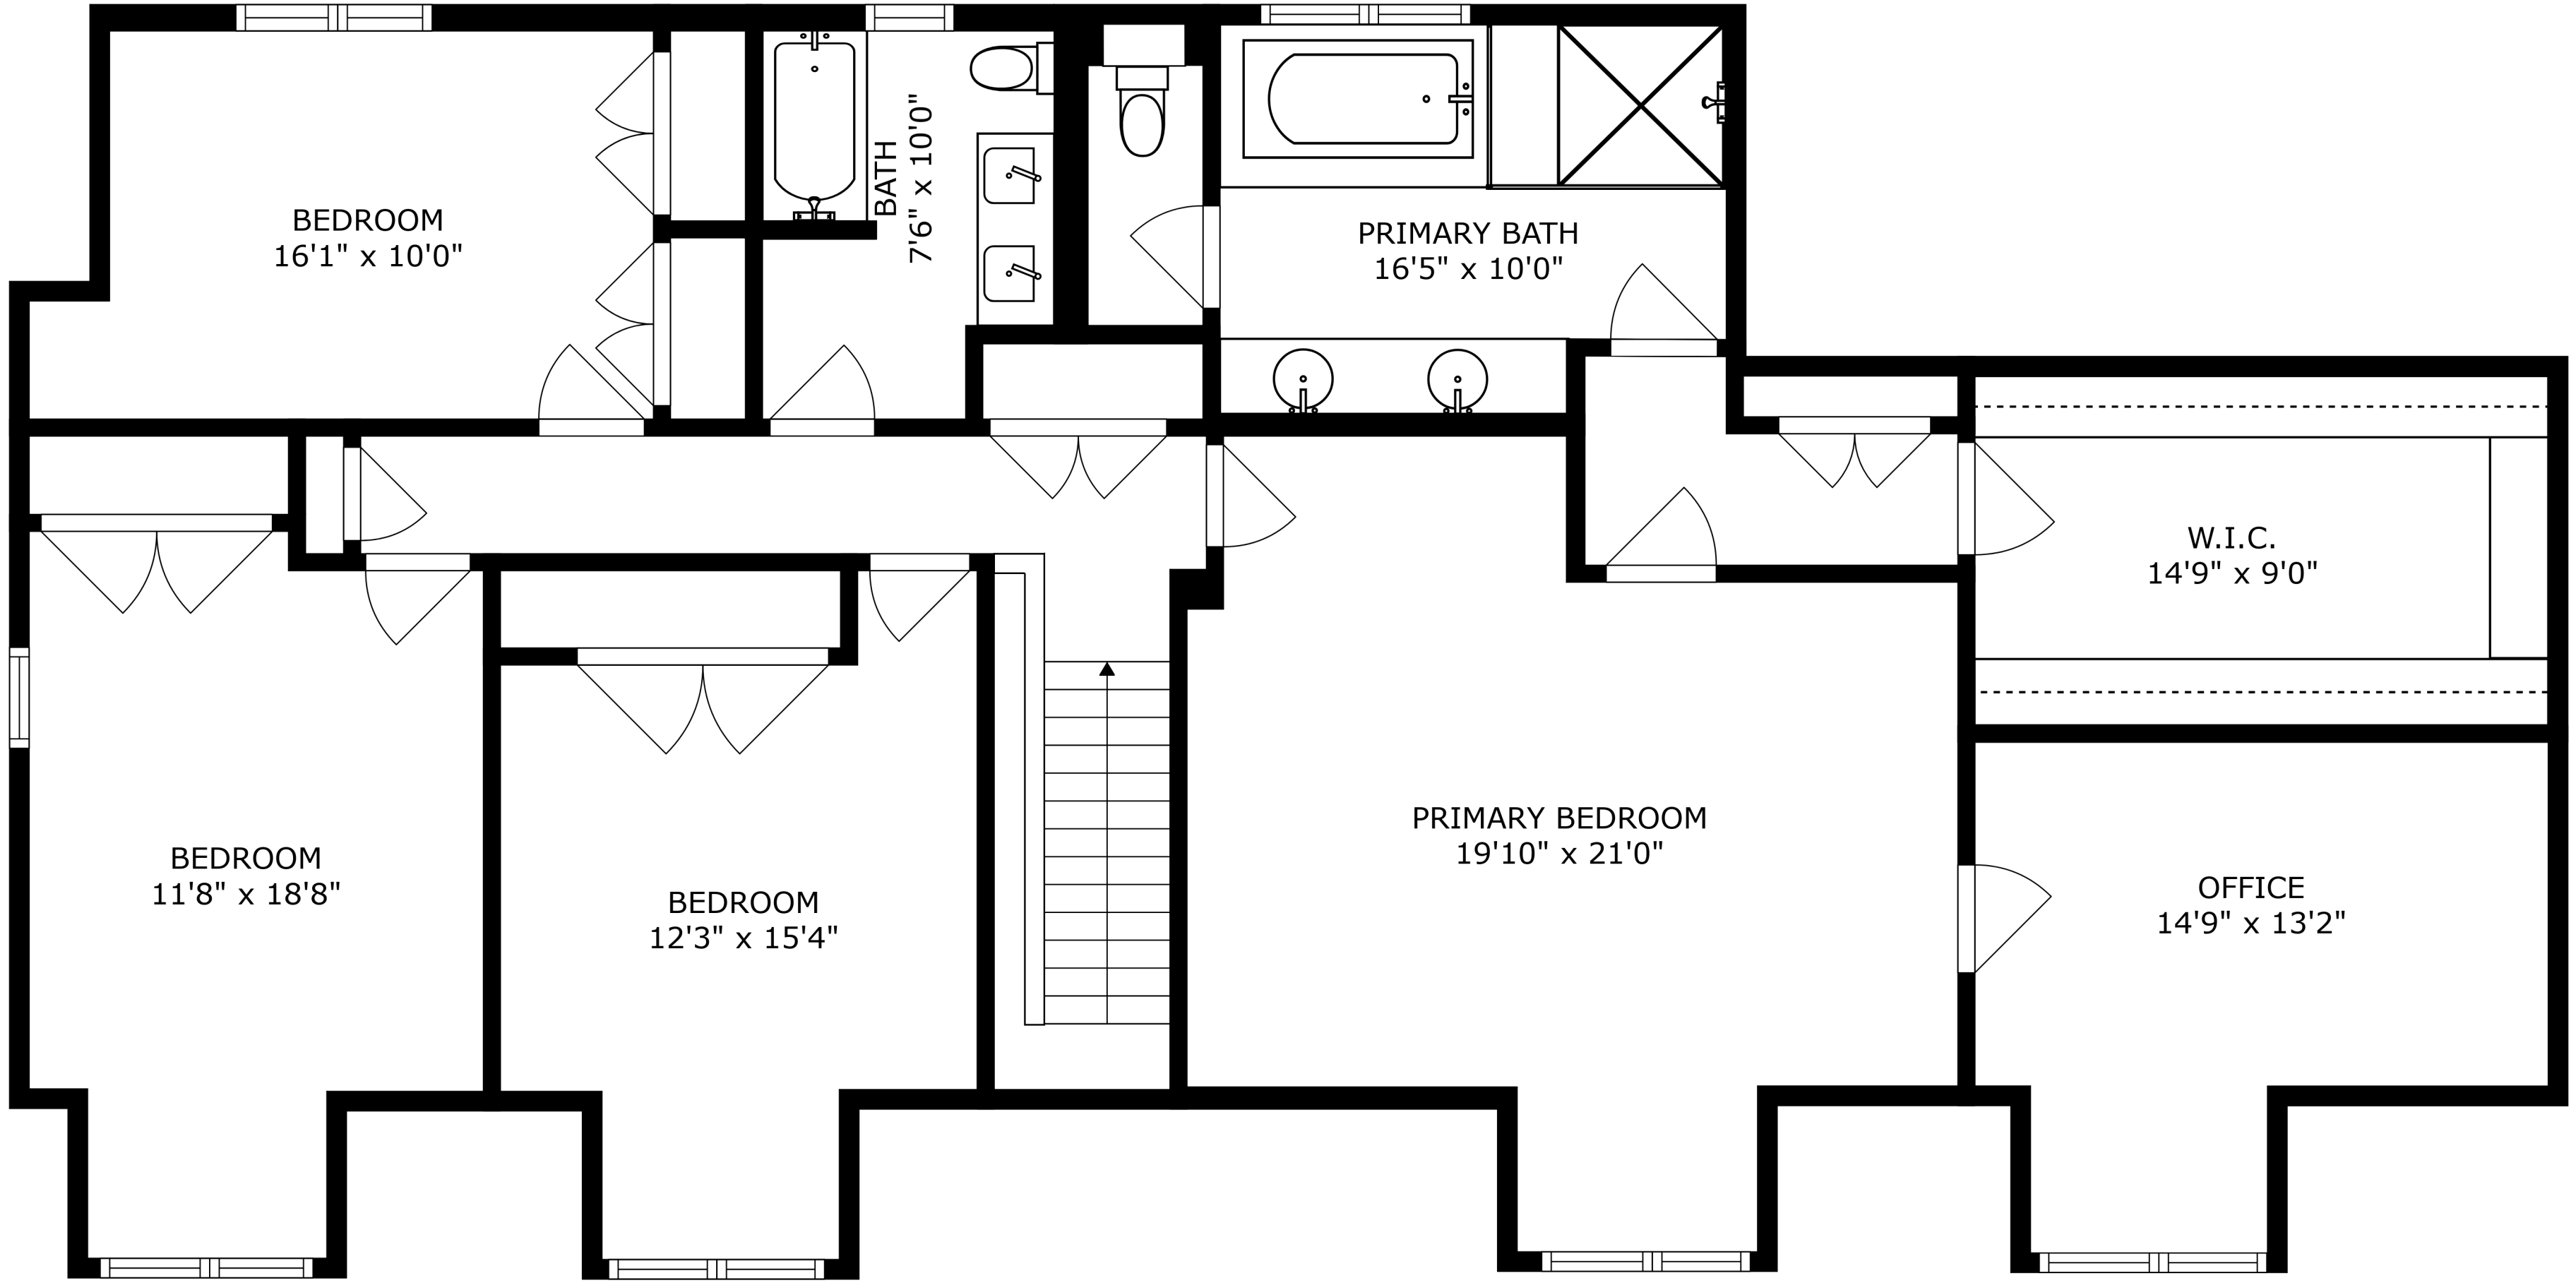 BEDROOM
16'1" x 10'0"
BATH
7'6" x 10'0"
PRIMARY BATH
16'5" x 10'0"
W.I.C.
14'9" x 9'0"
BEDROOM
11'8" x 18'8"
BEDROOM
12'3" x 15'4"
PRIMARY BEDROOM
19'10" x 21'0"
OFFICE
14'9" x 13'2"